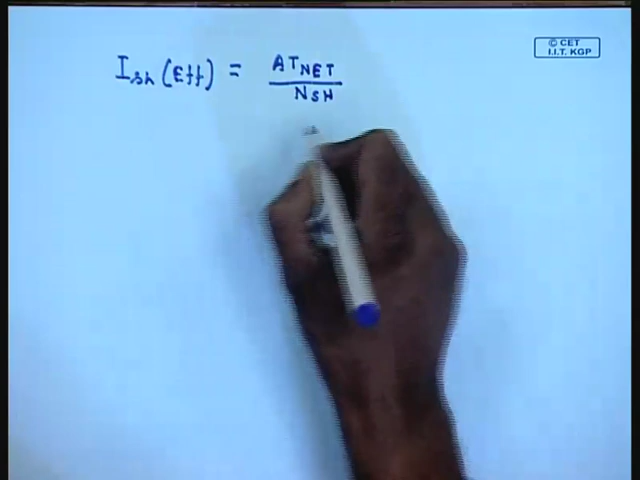 © CET
I.I.T. KGP
Ish(Eff) = ATNET / NSH